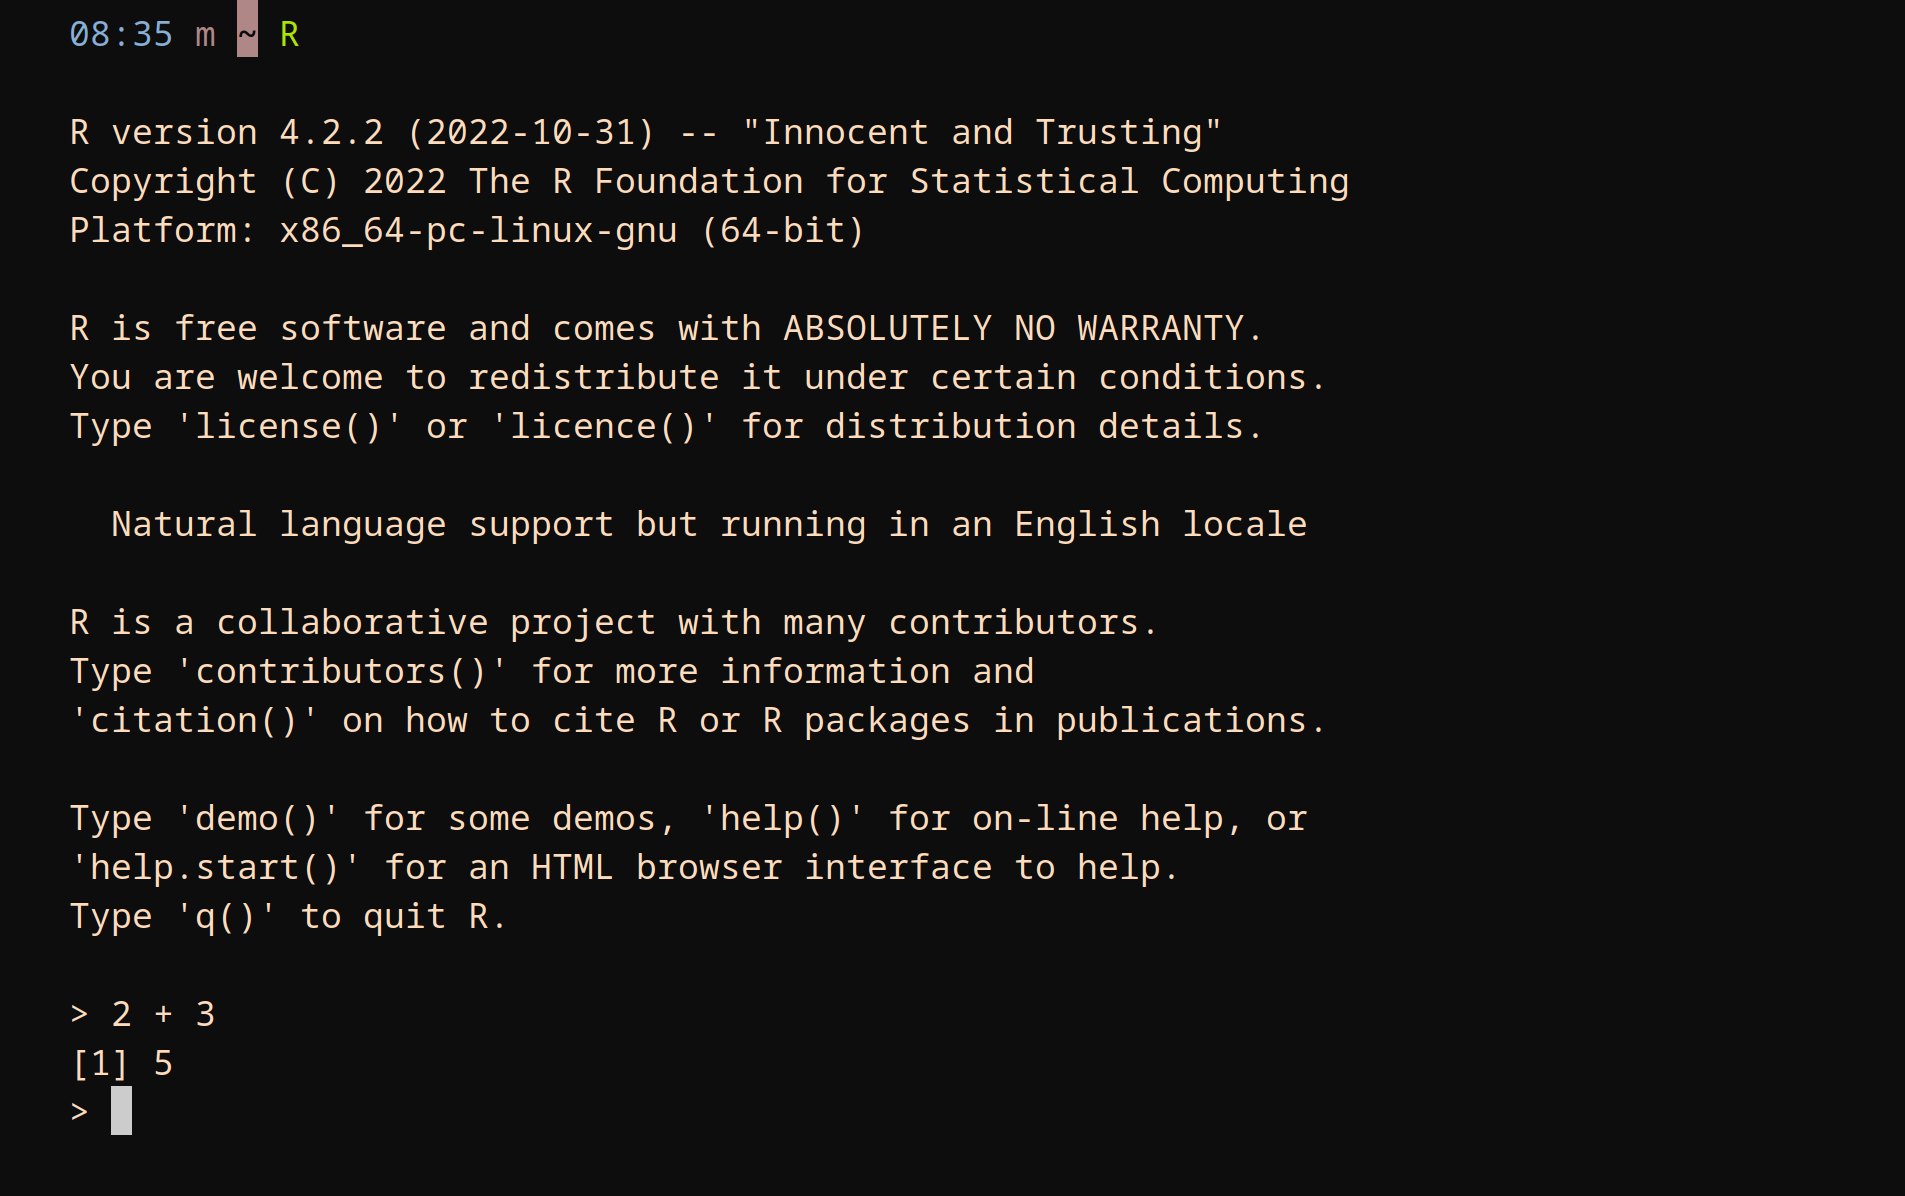 08:35 m ~ R
R version 4.2.2 (2022-10-31) -- "Innocent and Trusting"
Copyright (C) 2022 The R Foundation for Statistical Computing
Platform: x86_64-pc-linux-gnu (64-bit)
R is free software and comes with ABSOLUTELY NO WARRANTY.
You are welcome to redistribute it under certain conditions.
Type 'license()' or 'licence()' for distribution details.
  Natural language support but running in an English locale
R is a collaborative project with many contributors.
Type 'contributors()' for more information and
'citation()' on how to cite R or R packages in publications.
Type 'demo()' for some demos, 'help()' for on-line help, or
'help.start()' for an HTML browser interface to help.
Type 'q()' to quit R.
> 2 + 3
[1] 5
>